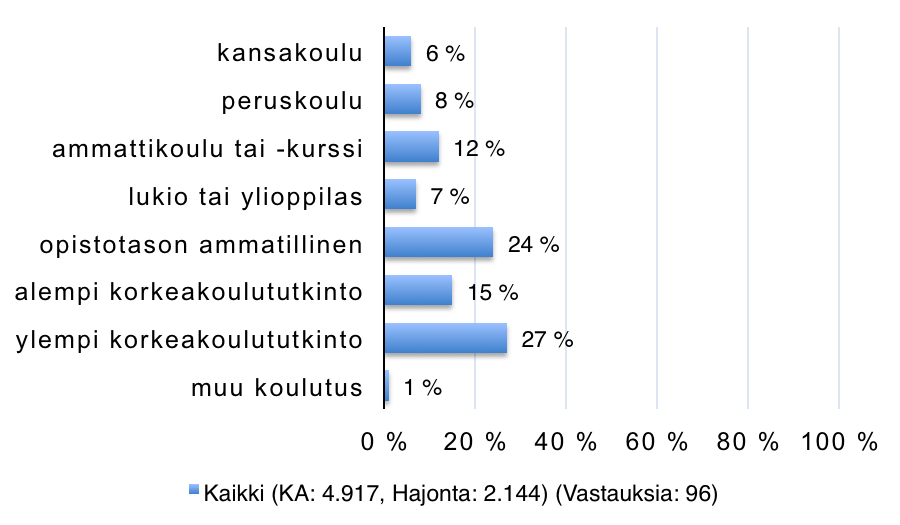 kansakoulu 6 %
peruskoulu 8 %
ammattikoulu tai -kurssi 12 %
lukio tai ylioppilas 7 %
opistotason ammatillinen 24 %
alempi korkeakoulututkinto 15 %
ylempi korkeakoulututkinto 27 %
muu koulutus 1 %
0 % 20 % 40 % 60 % 80 % 100 %
Kaikki (KA: 4.917, Hajonta: 2.144) (Vastauksia: 96)